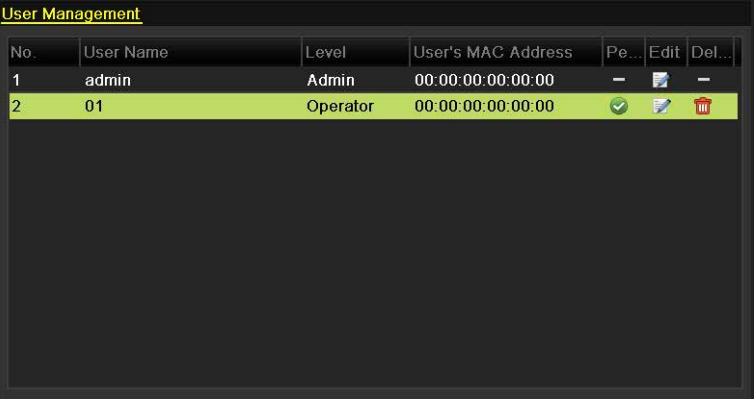 User Management
No. User Name Level User's MAC Address Pe... Edit Del...
1 admin Admin 00:00:00:00:00:00 –
2 01 Operator 00:00:00:00:00:00